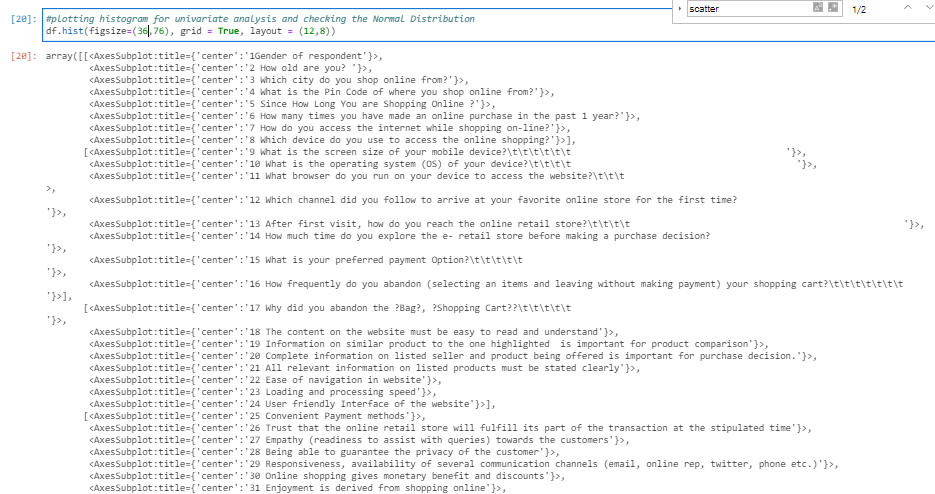 scatter
1/2
[20]: #plotting histogram for univariate analysis and checking the Normal Distribution
df.hist(figsize=(36,76), grid = True, layout = (12,8))
[20]: array([[<AxesSubplot:title={'center':'1Gender of respondent'}>,
<AxesSubplot:title={'center':'2 How old are you? '}>,
<AxesSubplot:title={'center':'3 Which city do you shop online from?'}>,
<AxesSubplot:title={'center':'4 What is the Pin Code of where you shop online from?'}>,
<AxesSubplot:title={'center':'5 Since How Long You are Shopping Online ?'}>,
<AxesSubplot:title={'center':'6 How many times you have made an online purchase in the past 1 year?'}>,
<AxesSubplot:title={'center':'7 How do you access the internet while shopping on-line?'}>,
<AxesSubplot:title={'center':'8 Which device do you use to access the online shopping?'}>],
[<AxesSubplot:title={'center':'9 What is the screen size of your mobile device?\t\t\t\t\t\t '}>,
<AxesSubplot:title={'center':'10 What is the operating system (OS) of your device?\t\t\t\t '}>,
<AxesSubplot:title={'center':'11 What browser do you run on your device to access the website?\t\t\t
>,
<AxesSubplot:title={'center':'12 Which channel did you follow to arrive at your favorite online store for the first time?
'}>,
<AxesSubplot:title={'center':'13 After first visit, how do you reach the online retail store?\t\t\t\t '}>,
<AxesSubplot:title={'center':'14 How much time do you explore the e- retail store before making a purchase decision?
'}>,
<AxesSubplot:title={'center':'15 What is your preferred payment Option?\t\t\t\t\t
'}>,
<AxesSubplot:title={'center':'16 How frequently do you abandon (selecting an items and leaving without making payment) your shopping cart?\t\t\t\t\t\t\t
'}>],
[<AxesSubplot:title={'center':'17 Why did you abandon the ?Bag?, ?Shopping Cart??\t\t\t\t\t
'}>,
<AxesSubplot:title={'center':'18 The content on the website must be easy to read and understand'}>,
<AxesSubplot:title={'center':'19 Information on similar product to the one highlighted  is important for product comparison'}>,
<AxesSubplot:title={'center':'20 Complete information on listed seller and product being offered is important for purchase decision.'}>,
<AxesSubplot:title={'center':'21 All relevant information on listed products must be stated clearly'}>,
<AxesSubplot:title={'center':'22 Ease of navigation in website'}>,
<AxesSubplot:title={'center':'23 Loading and processing speed'}>,
<AxesSubplot:title={'center':'24 User friendly Interface of the website'}>],
[<AxesSubplot:title={'center':'25 Convenient Payment methods'}>,
<AxesSubplot:title={'center':'26 Trust that the online retail store will fulfill its part of the transaction at the stipulated time'}>,
<AxesSubplot:title={'center':'27 Empathy (readiness to assist with queries) towards the customers'}>,
<AxesSubplot:title={'center':'28 Being able to guarantee the privacy of the customer'}>,
<AxesSubplot:title={'center':'29 Responsiveness, availability of several communication channels (email, online rep, twitter, phone etc.)'}>,
<AxesSubplot:title={'center':'30 Online shopping gives monetary benefit and discounts'}>,
<AxesSubplot:title={'center':'31 Enjoyment is derived from shopping online'}>,